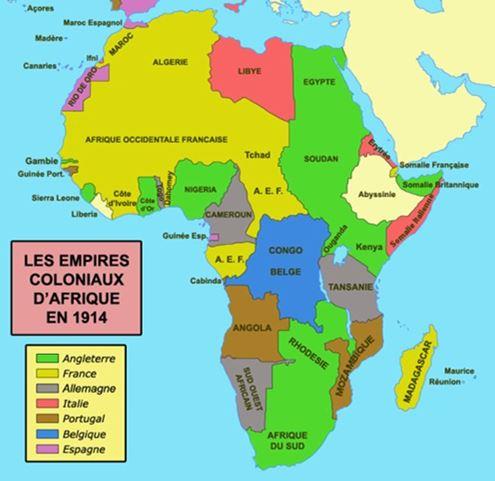 Açores
Maroc Espagnol
Madère
Ifni
MAROC
Canaries
RIO DE ORO
ALGERIE
LIBYE
EGYPTE
AFRIQUE OCCIDENTALE FRANCAISE
Tchad
A. E. F.
SOUDAN
Erytrée
Somalie Française
Somalie Britannique
Somalie Italienne
Abyssinie
Gambie
Guinée Port.
Sierra Leone
Liberia
Côte
d'Ivoire
Côte
d'Or
Togo
Dahomey
NIGERIA
CAMEROUN
Guinée Esp.
A. E.F.
Cabinda
CONGO
BELGE
Ouganda
Kenya
TANSANIE
ANGOLA
RHODESIE
MOZAMBIQUE
MADAGASCAR
Maurice
Réunion
SUD OUEST
AFRICAIN
AFRIQUE
DU SUD
LES EMPIRES
COLONIAUX
D'AFRIQUE
EN 1914
Angleterre
France
Allemagne
Italie
Portugal
Belgique
Espagne